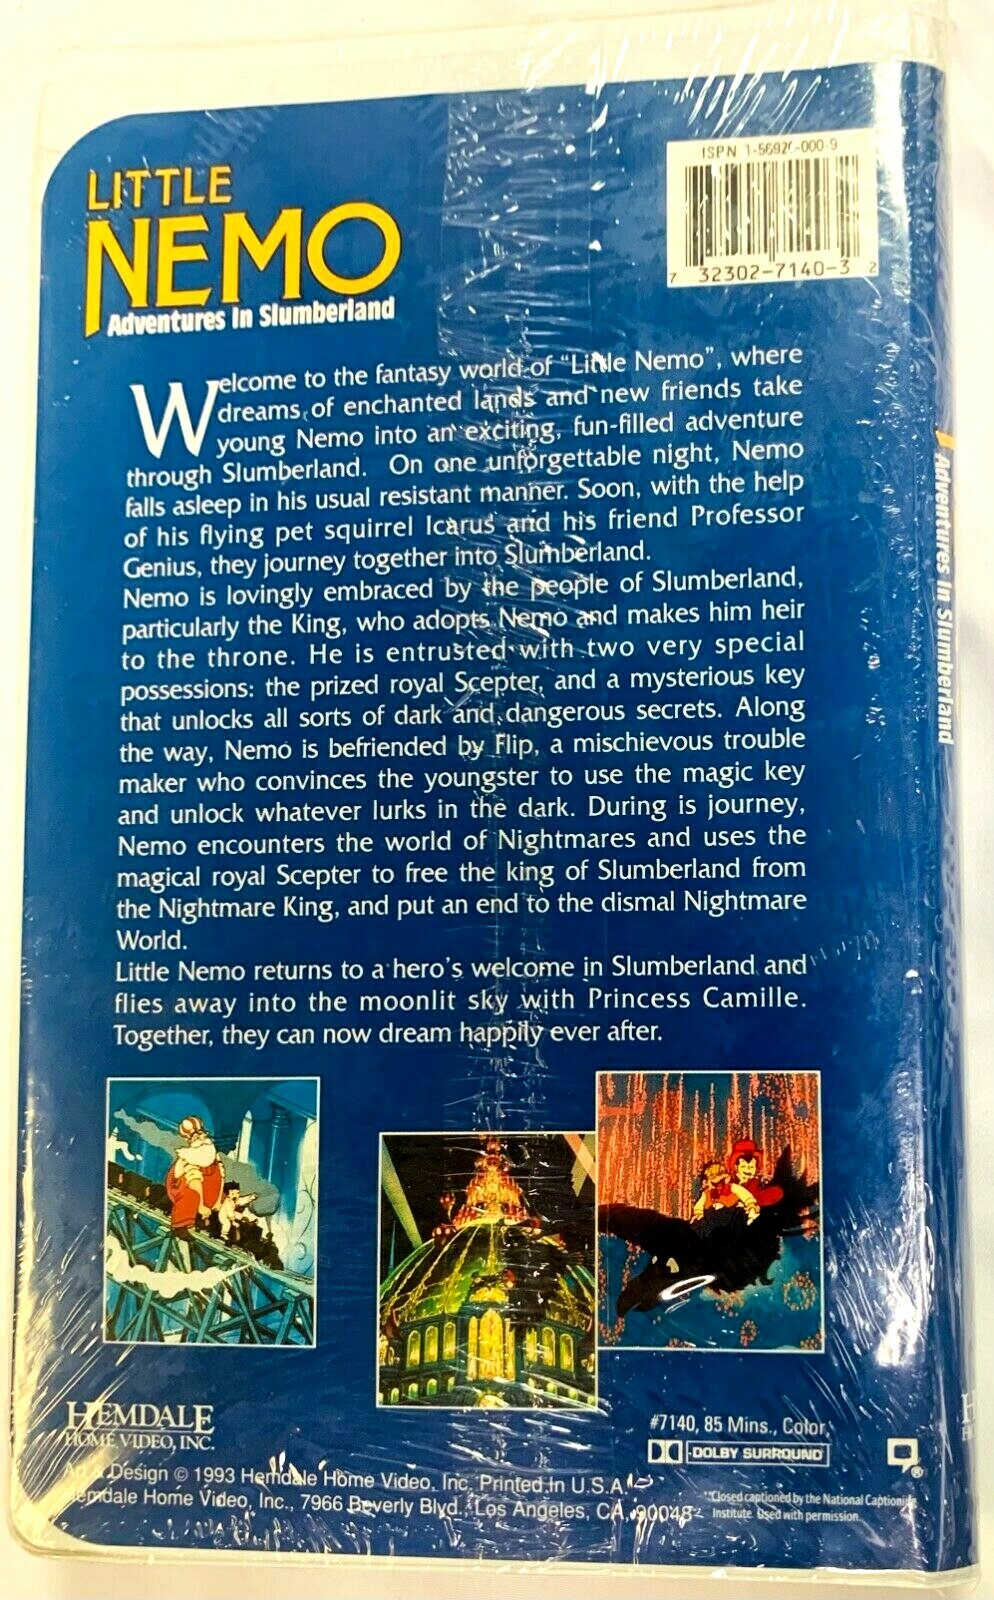 LITTLE
NEMO
Adventures In Slumberland
7 32302-7140-3 2
Welcome to the fantasy world of “Little Nemo”, where
dreams of enchanted lands and new friends take
young Nemo into an exciting, fun-filled adventure
through Slumberland. On one unforgettable night, Nemo
falls asleep in his usual resistant manner. Soon, with the help
of his flying pet squirrel Icarus and his friend Professor
Genius, they journey together into Slumberland.
Nemo is lovingly embraced by the people of Slumberland,
particularly the King, who adopts Nemo and makes him heir
to the throne. He is entrusted with two very special
possessions: the prized royal Scepter, and a mysterious key
that unlocks all sorts of dark and dangerous secrets. Along
the way, Nemo is befriended by Flip, a mischievous trouble
maker who convinces the youngster to use the magic key
and unlock whatever lurks in the dark. During is journey,
Nemo encounters the world of Nightmares and uses the
magical royal Scepter to free the king of Slumberland from
the Nightmare King, and put an end to the dismal Nightmare
World.
Little Nemo returns to a hero’s welcome in Slumberland and
flies away into the moonlit sky with Princess Camille.
Together, they can now dream happily ever after.
HEMDALE
HOME VIDEO, INC.
#7140, 85 Mins., Color
DOLBY SURROUND
Art & Design © 1993 Hemdale Home Video, Inc. Printed in U.S.A.
Hemdale Home Video, Inc., 7966 Beverly Blvd., Los Angeles, CA, 90048
Closed captioned by the National Captioning
Institute. Used with permission.
Adventures In Slumberland